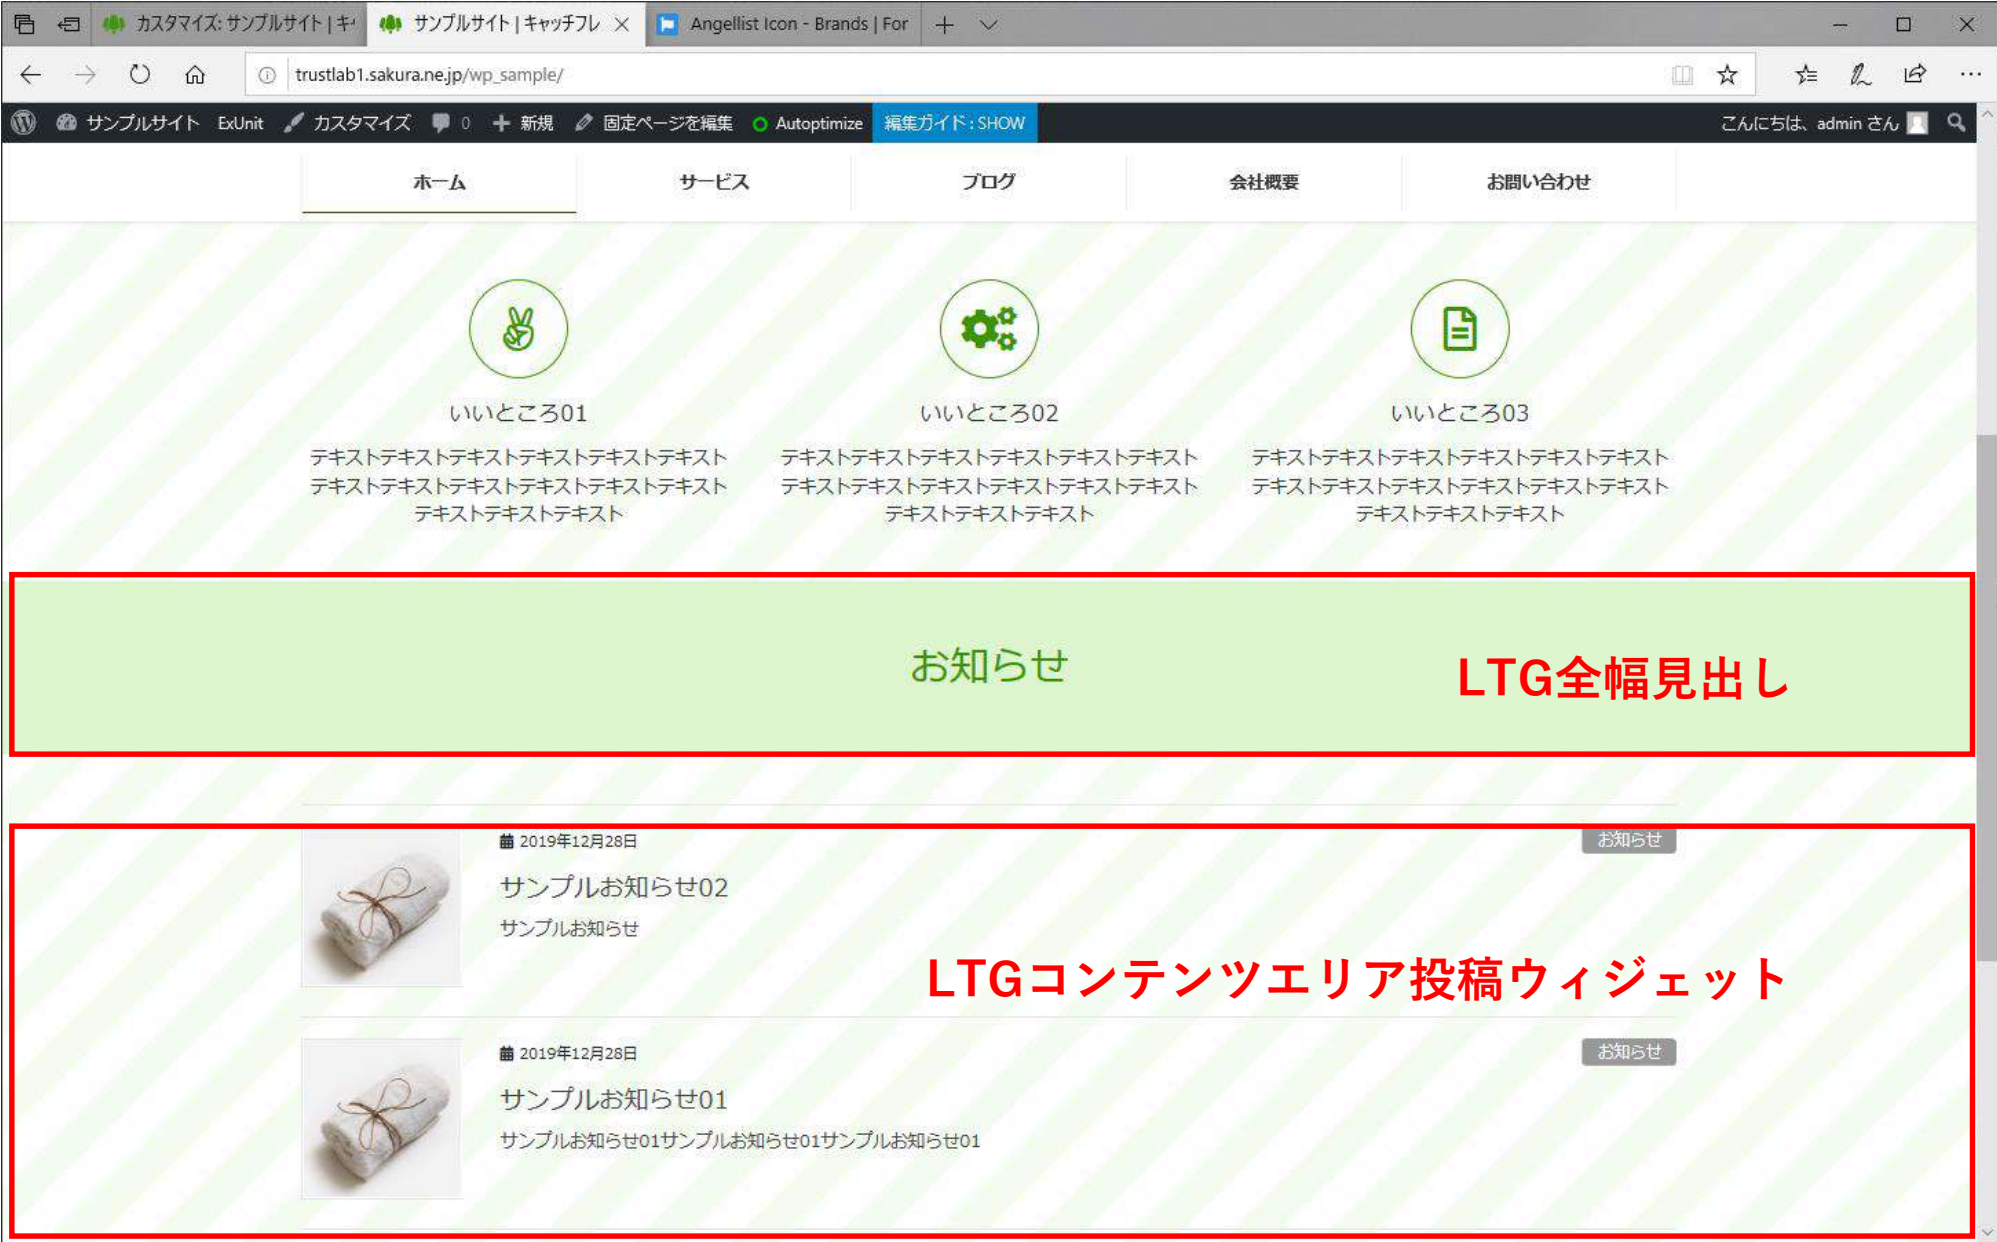 カスタマイズ: サンプルサイト | キャ
サンプルサイト | キャッチフレ
Angellist Icon - Brands | For
trustlab1.sakura.ne.jp/wp_sample/
サンプルサイト ExUnit カスタマイズ 0 新規 固定ページを編集 Autoptimize 編集ガイド : SHOW こんにちは、admin さん
ホーム サービス ブログ 会社概要 お問い合わせ
いいところ01
テキストテキストテキストテキストテキストテキスト
テキストテキストテキストテキストテキストテキスト
テキストテキストテキスト
いいところ02
テキストテキストテキストテキストテキストテキスト
テキストテキストテキストテキストテキストテキスト
テキストテキストテキスト
いいところ03
テキストテキストテキストテキストテキストテキスト
テキストテキストテキストテキストテキストテキスト
テキストテキストテキスト
お知らせ
LTG全幅見出し
2019年12月28日
お知らせ
サンプルお知らせ02
サンプルお知らせ
LTGコンテンツエリア投稿ウィジェット
2019年12月28日
お知らせ
サンプルお知らせ01
サンプルお知らせ01サンプルお知らせ01サンプルお知らせ01